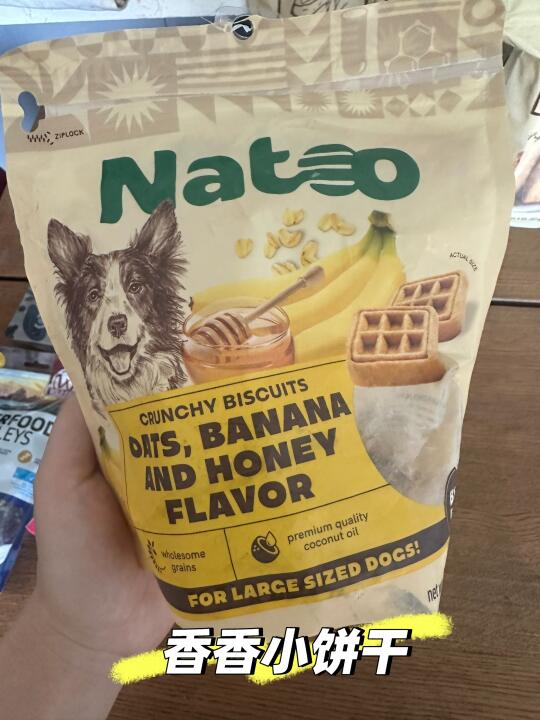 ZIPLOCK
Natoo
ACTUAL SIZE
CRUNCHY BISCUITS
OATS, BANANA
AND HONEY
FLAVOR
wholesome
grains
premium quality
coconut oil
FOR LARGE SIZED DOGS!
香香小饼干